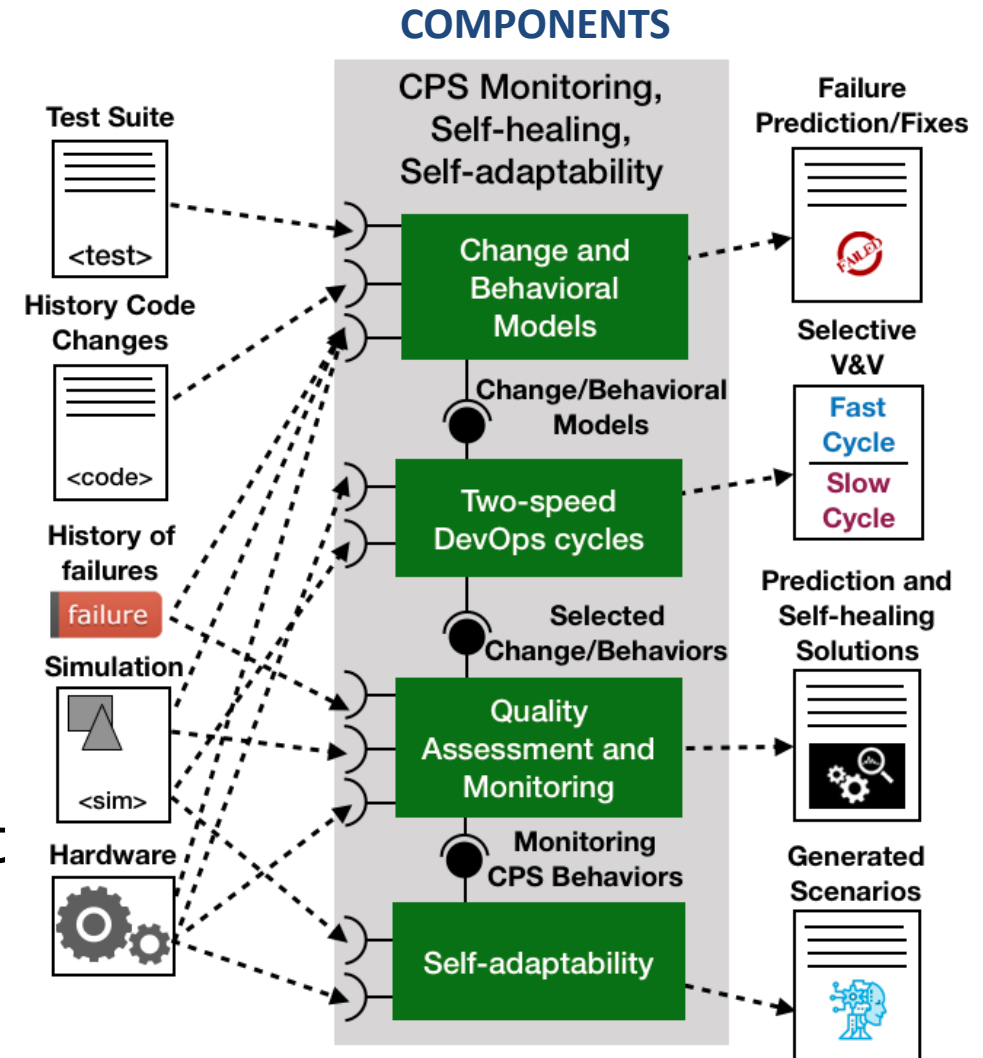 COMPONENTS
CPS Monitoring,
Self-healing,
Self-adaptability
Test Suite
<test>
History Code
Changes
<code>
History of
failures
failure
Simulation
<sim>
Hardware
Change and
Behavioral
Models
Change/Behavioral
Models
Two-speed
DevOps cycles
Selected
Change/Behaviors
Quality
Assessment and
Monitoring
Monitoring
CPS Behaviors
Self-adaptability
Failure
Prediction/Fixes
FAILED
Selective
V&V
Fast
Cycle
Slow
Cycle
Prediction and
Self-healing
Solutions
Generated
Scenarios